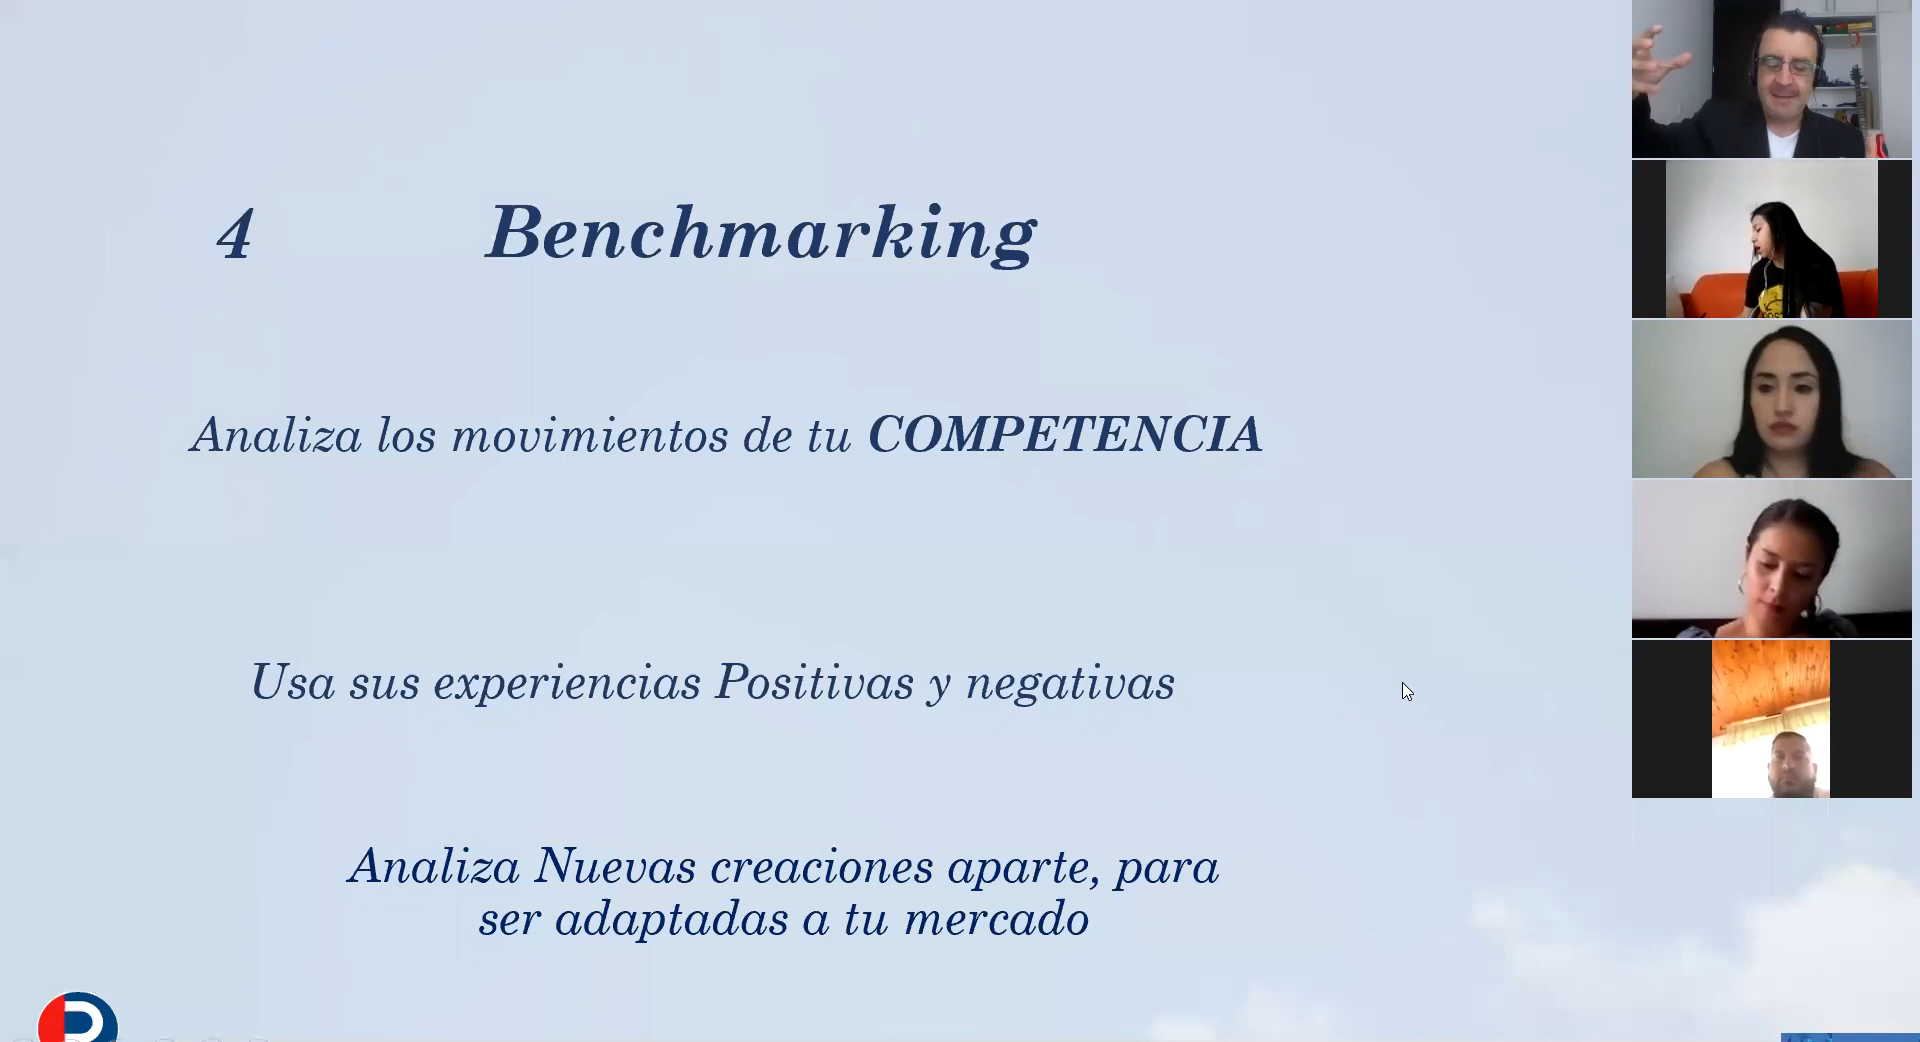 4 Benchmarking
Analiza los movimientos de tu COMPETENCIA
Usa sus experiencias Positivas y negativas
Analiza Nuevas creaciones aparte, para
ser adaptadas a tu mercado